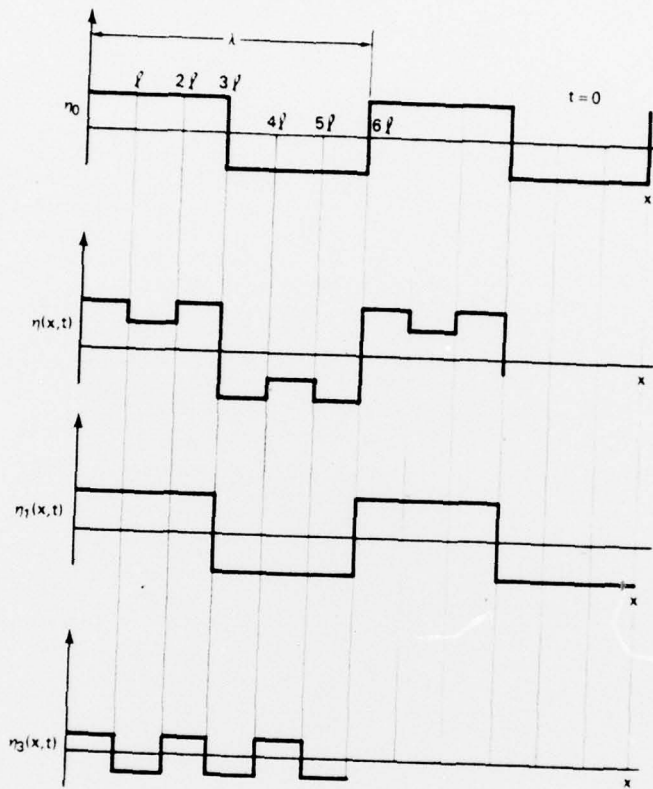 λ
ℓ 2ℓ 3ℓ t=0
η0
4ℓ 5ℓ 6ℓ
x
η(x,t)
x
η1(x,t)
x
η3(x,t)
x